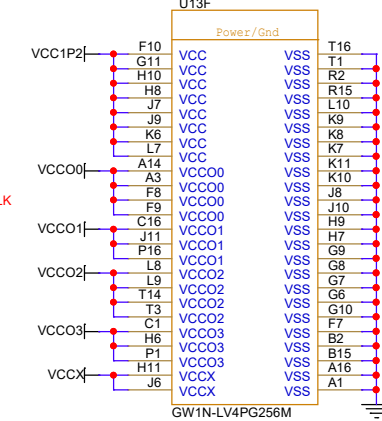 U13F
Power/Gnd
VCC1P2 F10 VCC VSS T16
G11 VCC VSS T1
H10 VCC VSS R2
H8 VCC VSS R15
J7 VCC VSS L10
J9 VCC VSS K9
K6 VCC VSS K8
L7 VCC VSS K7
VCCO0 A14 VCCO0 VSS K11
A3 VCCO0 VSS K10
LK F8 VCCO0 VSS J8
F9 VCCO0 VSS J10
VCCO1 C16 VCCO1 VSS H9
J11 VCCO1 VSS H7
P16 VCCO1 VSS G9
VCCO2 L8 VCCO2 VSS G8
L9 VCCO2 VSS G7
T14 VCCO2 VSS G6
T3 VCCO2 VSS G10
VCCO3 C1 VCCO3 VSS F7
H6 VCCO3 VSS B2
P1 VCCO3 VSS B15
VCCX H11 VCCX VSS A16
J6 VCCX VSS A1
GW1N-LV4PG256M